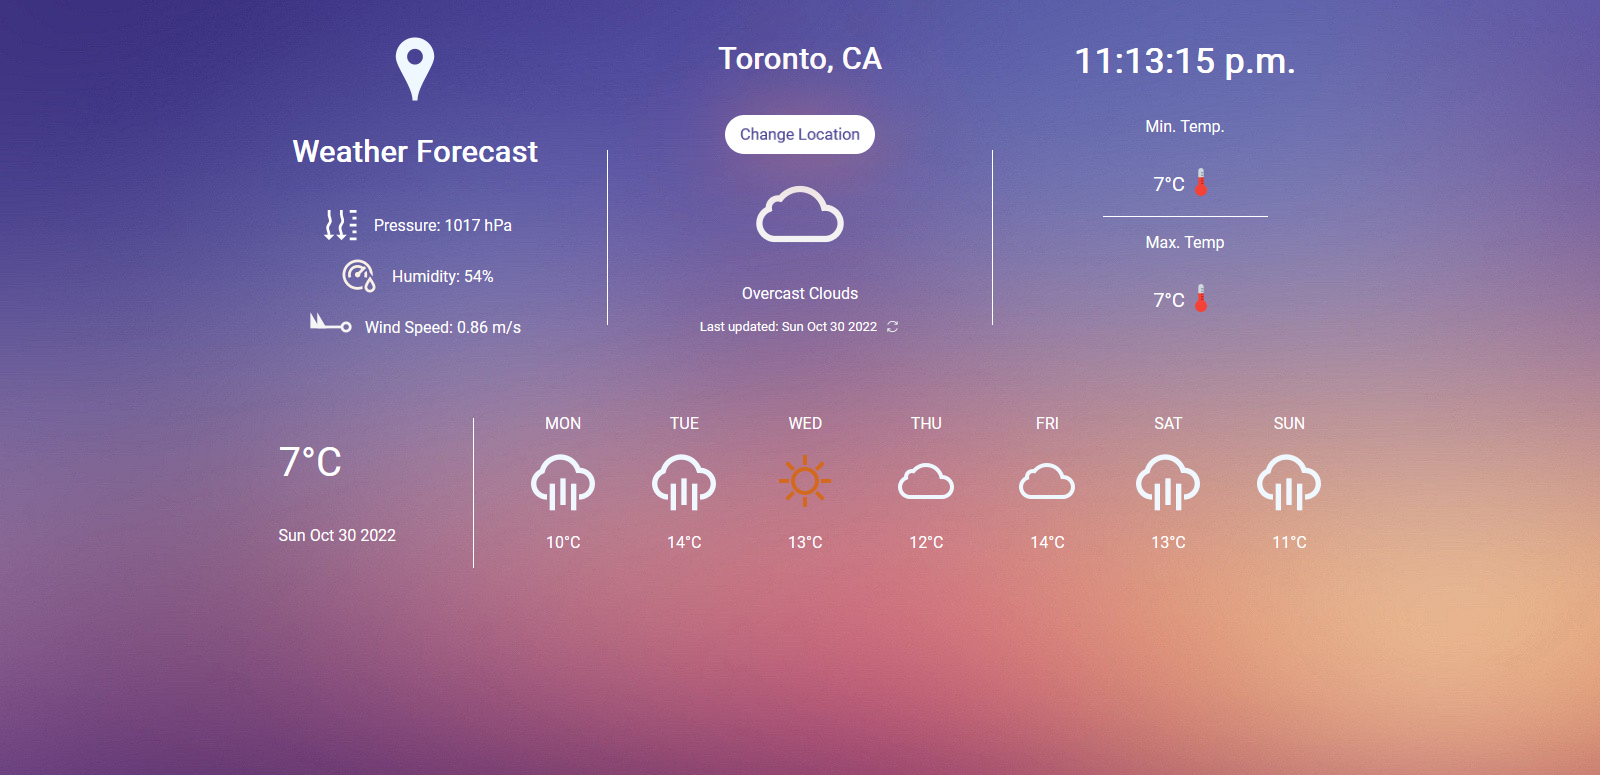 Weather Forecast
Pressure: 1017 hPa
Humidity: 54%
Wind Speed: 0.86 m/s
Toronto, CA
Change Location
Overcast Clouds
Last updated: Sun Oct 30 2022
11:13:15 p.m.
Min. Temp.
7°C
Max. Temp
7°C
7°C
Sun Oct 30 2022
MON TUE WED THU FRI SAT SUN
10°C 14°C 13°C 12°C 14°C 13°C 11°C